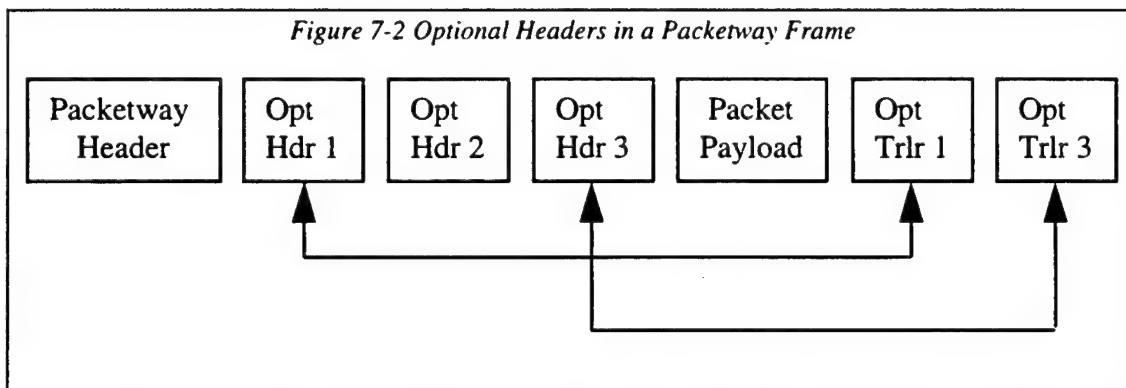 Figure 7-2 Optional Headers in a Packetway Frame
Packetway
Header
Opt
Hdr 1
Opt
Hdr 2
Opt
Hdr 3
Packet
Payload
Opt
Trlr 1
Opt
Trlr 3